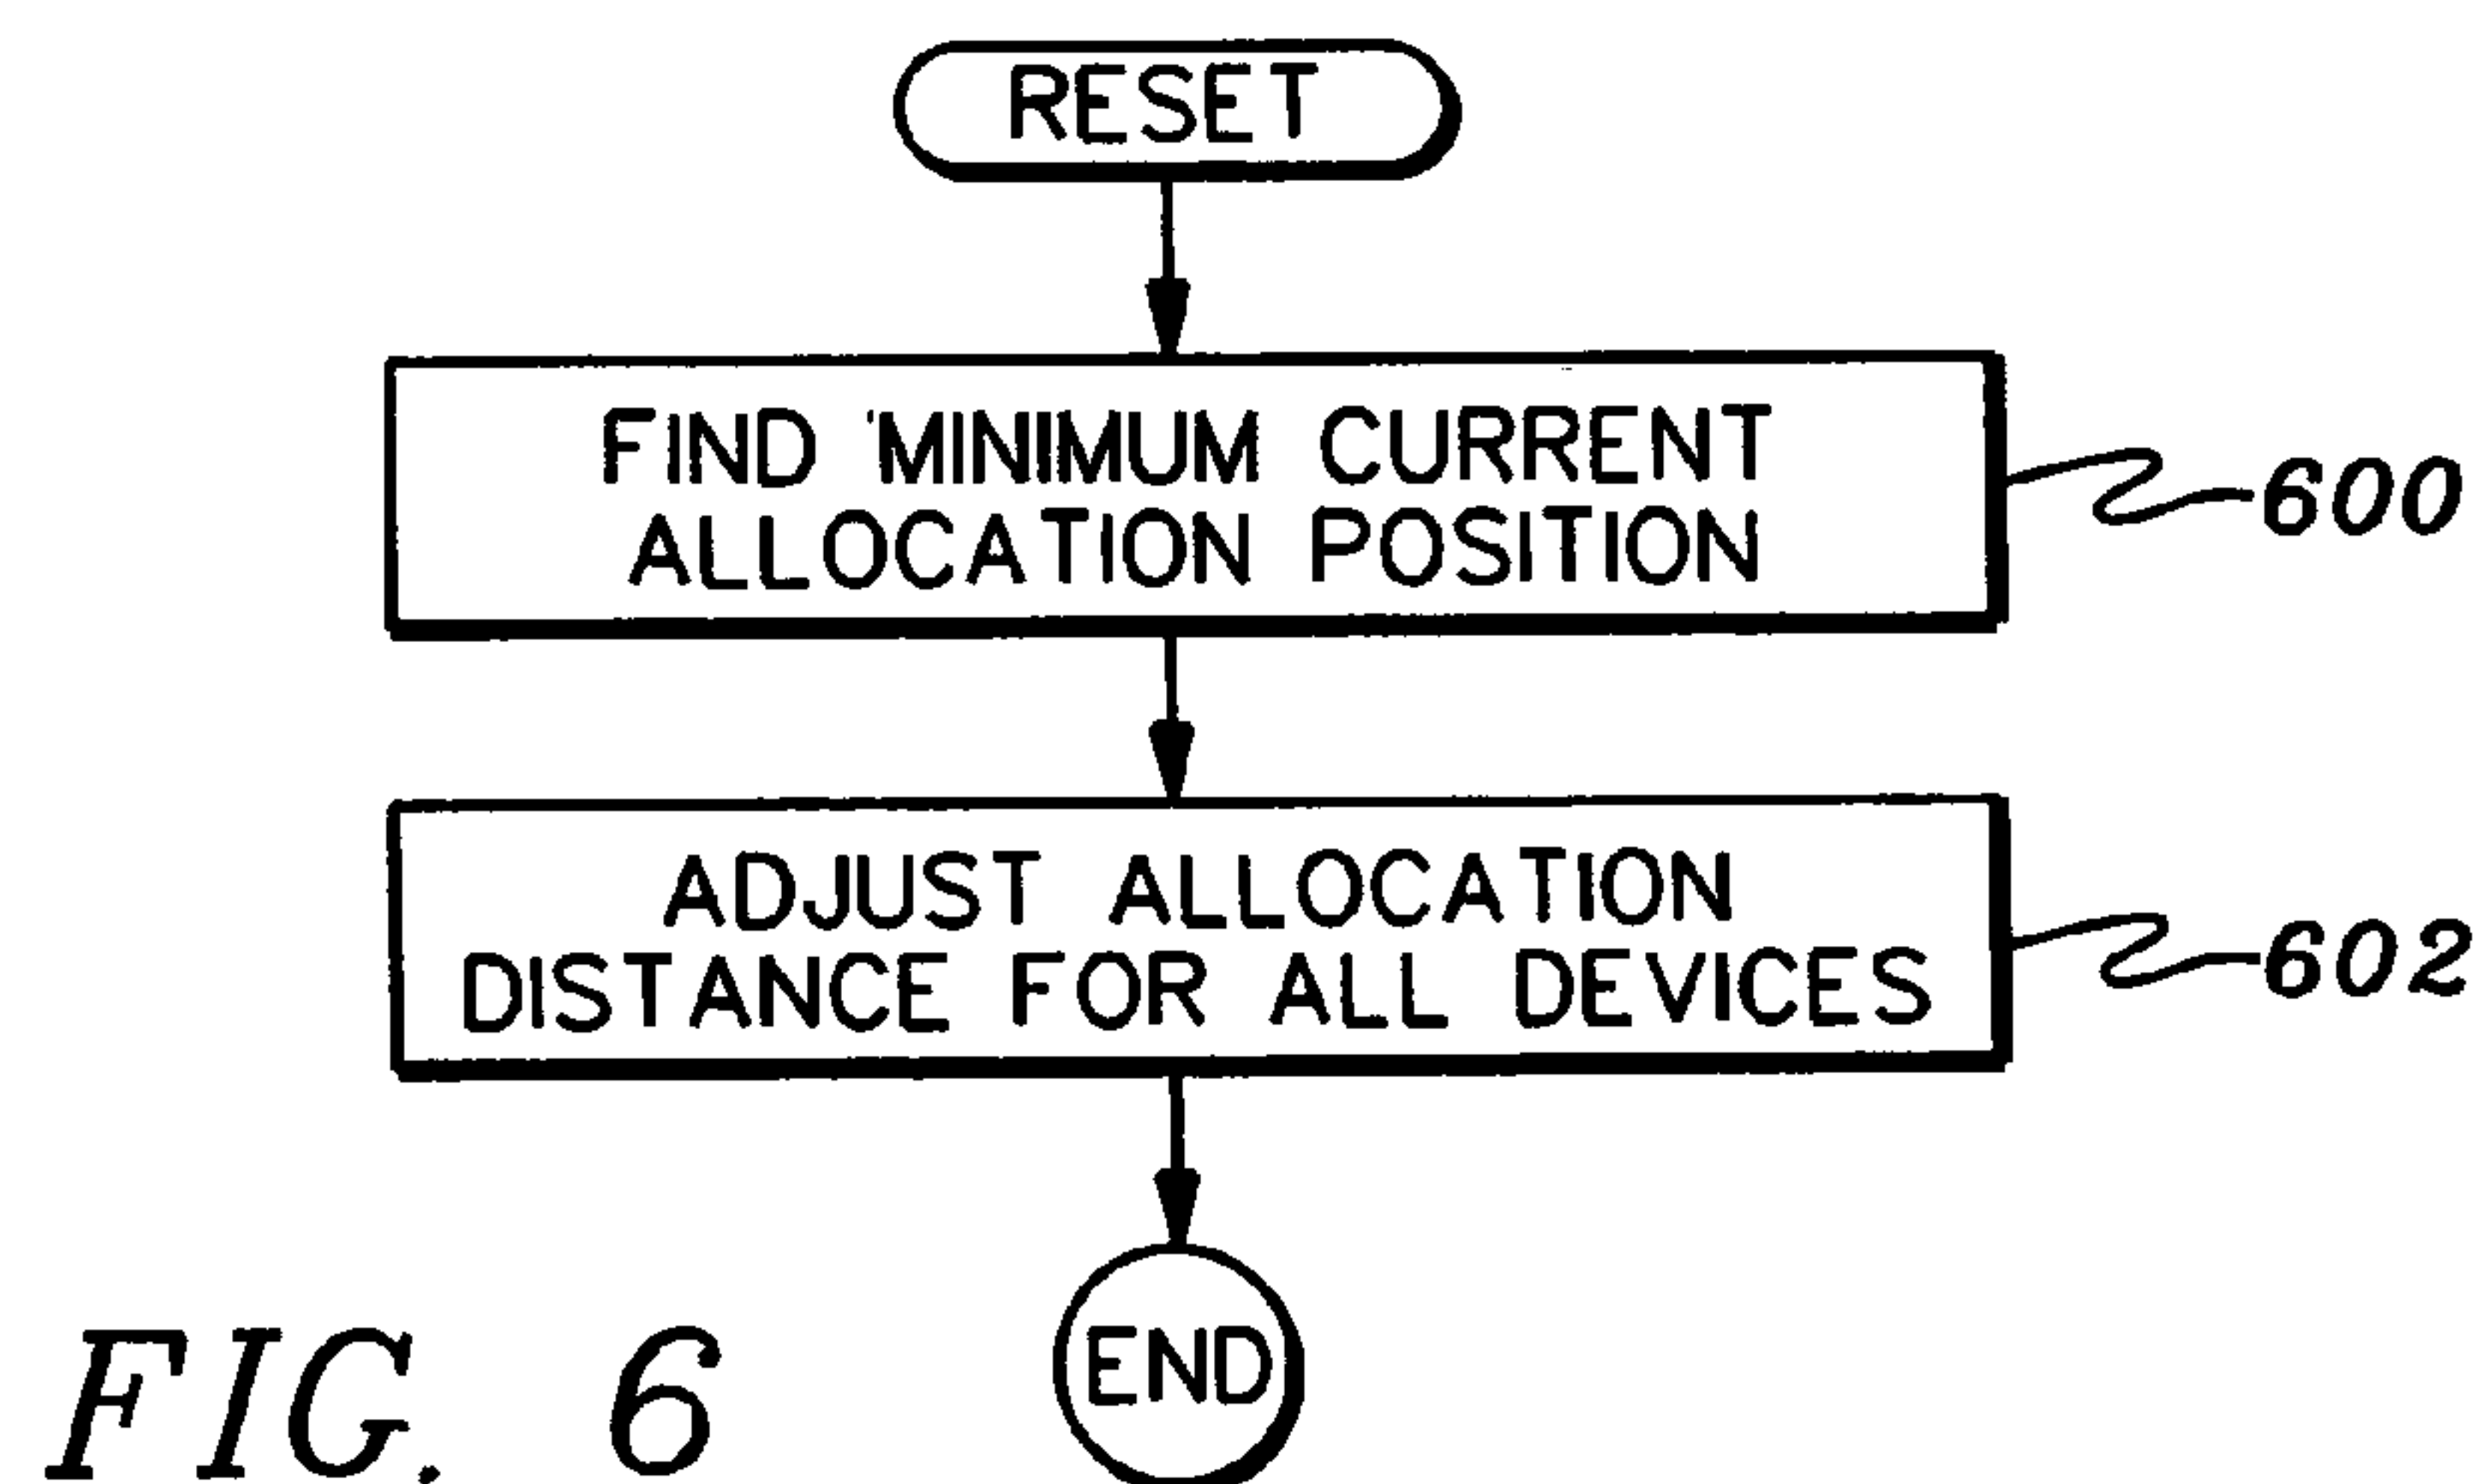 RESET
FIND MINIMUM CURRENT
ALLOCATION POSITION
600
ADJUST ALLOCATION
DISTANCE FOR ALL DEVICES
602
END
FIG. 6